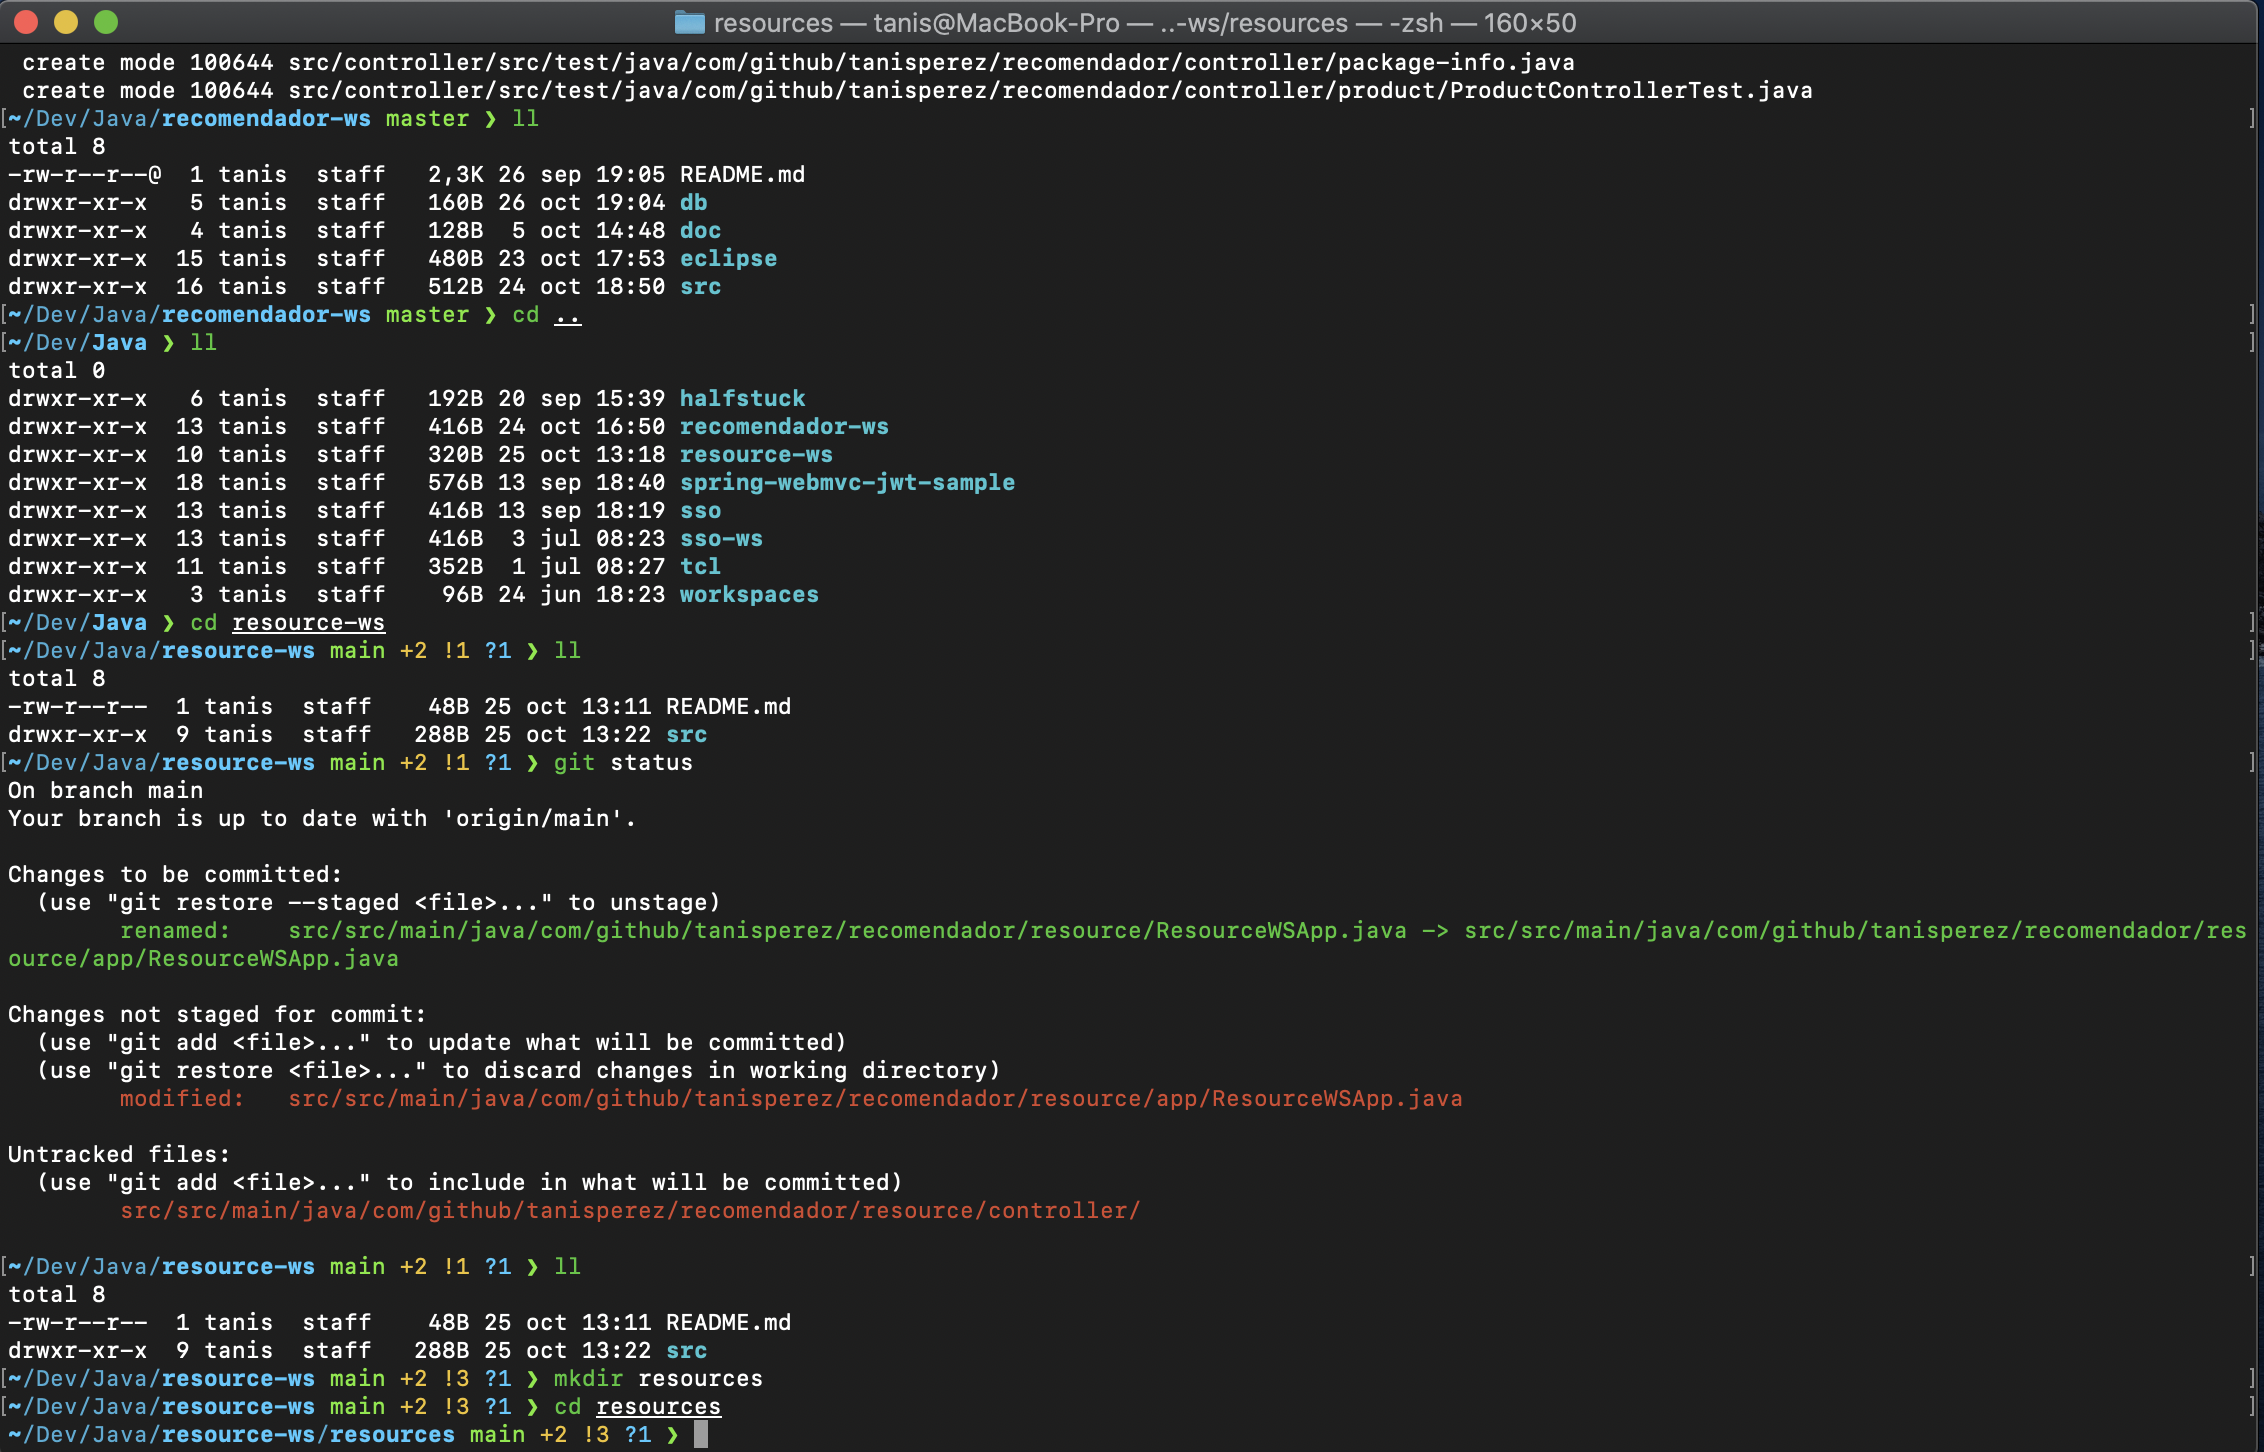 resources — tanis@MacBook-Pro — ..-ws/resources — -zsh — 160×50
 create mode 100644 src/controller/src/test/java/com/github/tanisperez/recomendador/controller/package-info.java
 create mode 100644 src/controller/src/test/java/com/github/tanisperez/recomendador/controller/product/ProductControllerTest.java
[~/Dev/Java/recomendador-ws master ❯ ll ]
total 8
-rw-r--r--@  1 tanis  staff   2,3K 26 sep 19:05 README.md
drwxr-xr-x   5 tanis  staff   160B 26 oct 19:04 db
drwxr-xr-x   4 tanis  staff   128B  5 oct 14:48 doc
drwxr-xr-x  15 tanis  staff   480B 23 oct 17:53 eclipse
drwxr-xr-x  16 tanis  staff   512B 24 oct 18:50 src
[~/Dev/Java/recomendador-ws master ❯ cd .. ]
[~/Dev/Java ❯ ll ]
total 0
drwxr-xr-x   6 tanis  staff   192B 20 sep 15:39 halfstuck
drwxr-xr-x  13 tanis  staff   416B 24 oct 16:50 recomendador-ws
drwxr-xr-x  10 tanis  staff   320B 25 oct 13:18 resource-ws
drwxr-xr-x  18 tanis  staff   576B 13 sep 18:40 spring-webmvc-jwt-sample
drwxr-xr-x  13 tanis  staff   416B 13 sep 18:19 sso
drwxr-xr-x  13 tanis  staff   416B  3 jul 08:23 sso-ws
drwxr-xr-x  11 tanis  staff   352B  1 jul 08:27 tcl
drwxr-xr-x   3 tanis  staff    96B 24 jun 18:23 workspaces
[~/Dev/Java ❯ cd resource-ws ]
[~/Dev/Java/resource-ws main +2 !1 ?1 ❯ ll ]
total 8
-rw-r--r--  1 tanis  staff    48B 25 oct 13:11 README.md
drwxr-xr-x  9 tanis  staff   288B 25 oct 13:22 src
[~/Dev/Java/resource-ws main +2 !1 ?1 ❯ git status ]
On branch main
Your branch is up to date with 'origin/main'.
Changes to be committed:
  (use "git restore --staged <file>..." to unstage)
        renamed:    src/src/main/java/com/github/tanisperez/recomendador/resource/ResourceWSApp.java -> src/src/main/java/com/github/tanisperez/recomendador/res
ource/app/ResourceWSApp.java
Changes not staged for commit:
  (use "git add <file>..." to update what will be committed)
  (use "git restore <file>..." to discard changes in working directory)
        modified:   src/src/main/java/com/github/tanisperez/recomendador/resource/app/ResourceWSApp.java
Untracked files:
  (use "git add <file>..." to include in what will be committed)
        src/src/main/java/com/github/tanisperez/recomendador/resource/controller/
[~/Dev/Java/resource-ws main +2 !1 ?1 ❯ ll ]
total 8
-rw-r--r--  1 tanis  staff    48B 25 oct 13:11 README.md
drwxr-xr-x  9 tanis  staff   288B 25 oct 13:22 src
[~/Dev/Java/resource-ws main +2 !3 ?1 ❯ mkdir resources ]
[~/Dev/Java/resource-ws main +2 !3 ?1 ❯ cd resources ]
~/Dev/Java/resource-ws/resources main +2 !3 ?1 ❯